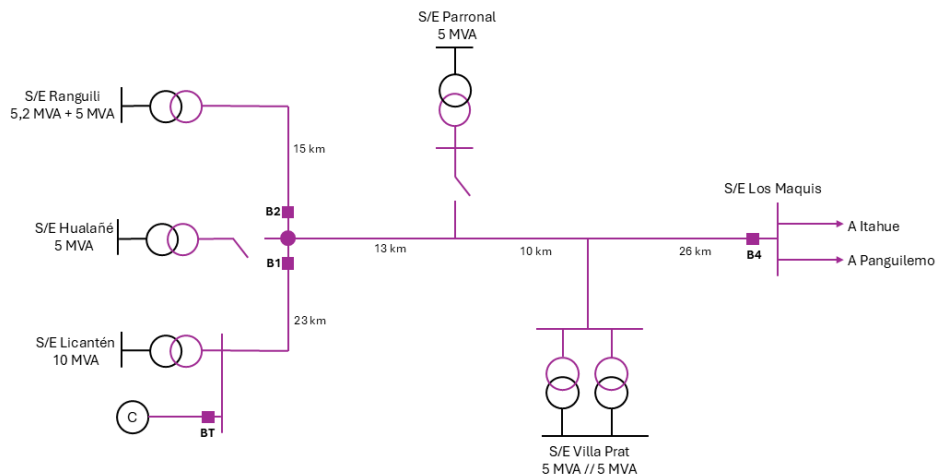 S/E Parronal
5 MVA
S/E Ranguili
5,2 MVA + 5 MVA
15 km
S/E Los Maquis
B2
S/E Hualañé
5 MVA
A Itahue
13 km
10 km
26 km
B4
A Panguilemo
B1
23 km
S/E Licantén
10 MVA
C
BT
S/E Villa Prat
5 MVA // 5 MVA